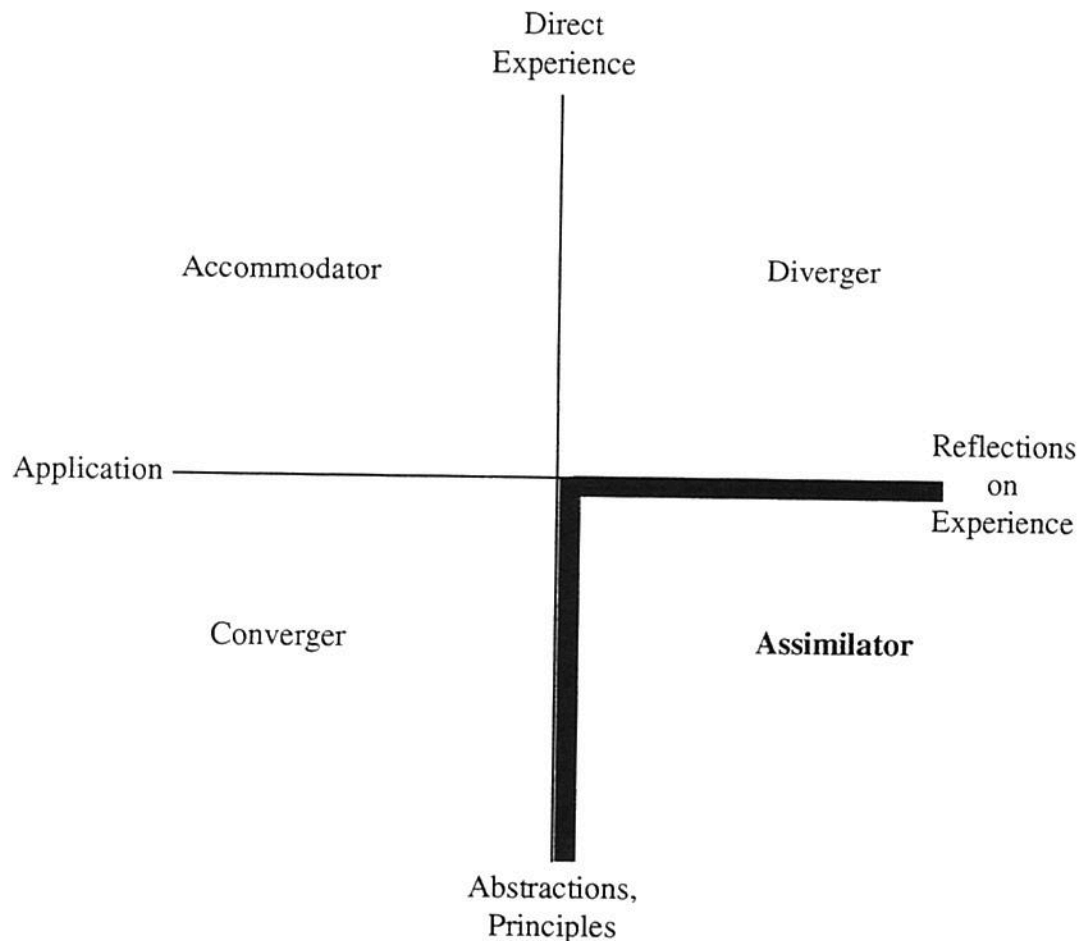 Direct
Experience
Accommodator
Diverger
Application
Reflections
on
Experience
Converger
Assimilator
Abstractions,
Principles